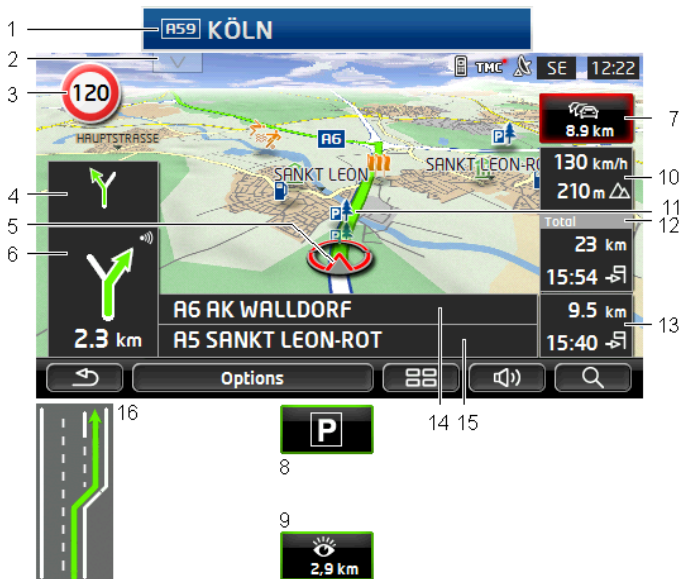 1
A59 KÖLN
2
TMC SE 12:22
3
120
HAUPTSTRASSE
A6
8.9 km
7
SANKT LEON
SANKT LEON-RO
4
130 km/h
10
210 m
11
5
Total
12
6
23 km
15:54
2.3 km
A6 AK WALLDORF
9.5 km
13
A5 SANKT LEON-ROT
15:40
Options
16
14 15
P
8
9
2,9 km